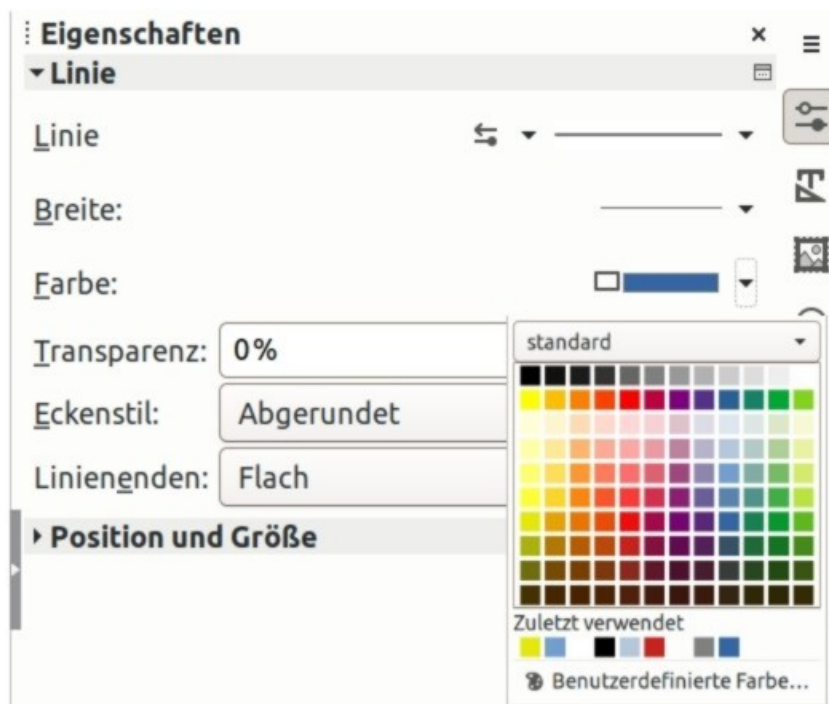 Eigenschaften
Linie
Linie
Breite:
Farbe:
Transparenz: 0%
standard
Eckenstil: Abgerundet
Linienenden: Flach
Position und Größe
Zuletzt verwendet
Benutzerdefinierte Farbe...